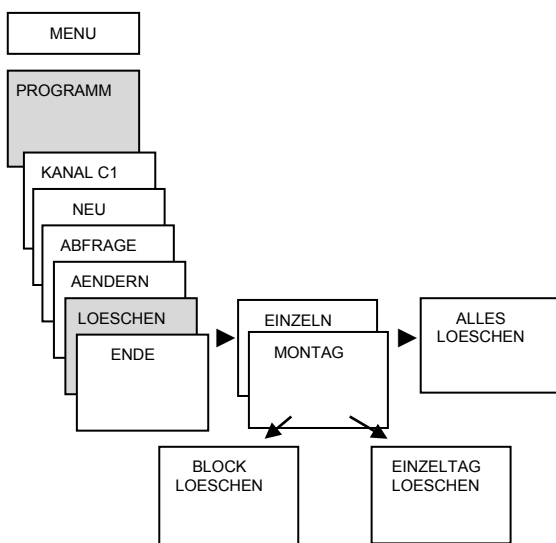 MENU
PROGRAMM
KANAL C1
NEU
ABFRAGE
AENDERN
LOESCHEN
ENDE
EINZELN
MONTAG
ALLES
LOESCHEN
BLOCK
LOESCHEN
EINZELTAG
LOESCHEN